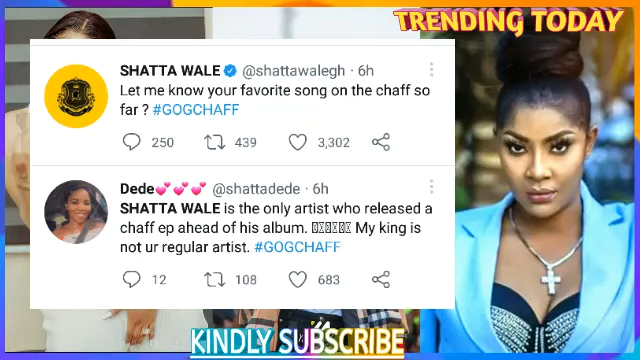 TRENDING TODAY
SHATTA WALE @shattawalegh · 6h
Let me know your favorite song on the chaff so
far ? #GOGCHAFF
250 439 3,302
Dede💕💕💕 @shattadede · 6h
SHATTA WALE is the only artist who released a
chaff ep ahead of his album. My king is
not ur regular artist. #GOGCHAFF
12 108 683
KINDLY SUBSCRIBE